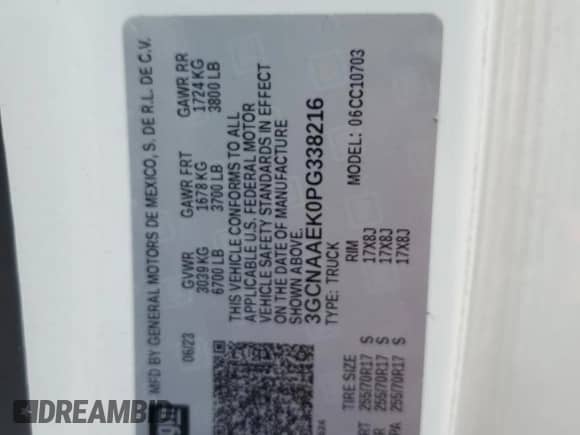 MFD BY GENERAL MOTORS DE MEXICO, S. DE R.L. DE C.V.
06/23 GVWR GAWR FRT GAWR RR
3039 KG 1678 KG 1724 KG
6700 LB 3700 LB 3800 LB
THIS VEHICLE CONFORMS TO ALL
APPLICABLE U.S. FEDERAL MOTOR
VEHICLE SAFETY STANDARDS IN EFFECT
ON THE DATE OF MANUFACTURE
SHOWN ABOVE.
3GCNAAEK0PG338216
TYPE: TRUCK MODEL: 06CC10703
TIRE SIZE RIM
255/70R17 S 17X8J
255/70R17 S 17X8J
255/70R17 S 17X8J
DREAMBID